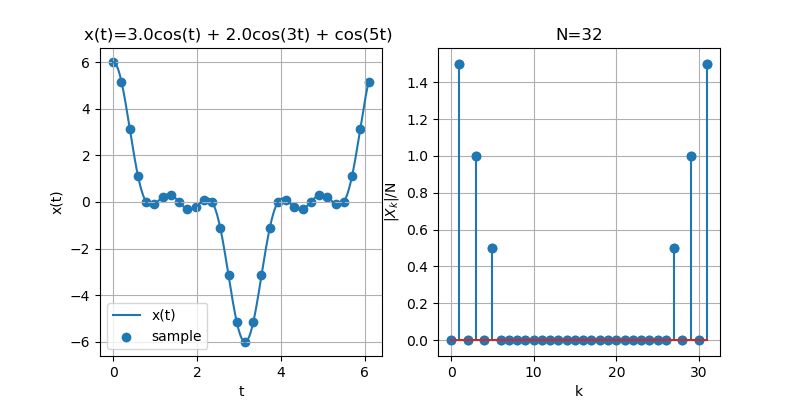 x(t)=3.0cos(t) + 2.0cos(3t) + cos(5t)
6
4
2
0
−2
−4
−6
x(t)
0 2 4 6
t
x(t)
sample
N=32
1.4
1.2
1.0
0.8
0.6
0.4
0.2
0.0
|X_k|/N
0 10 20 30
k